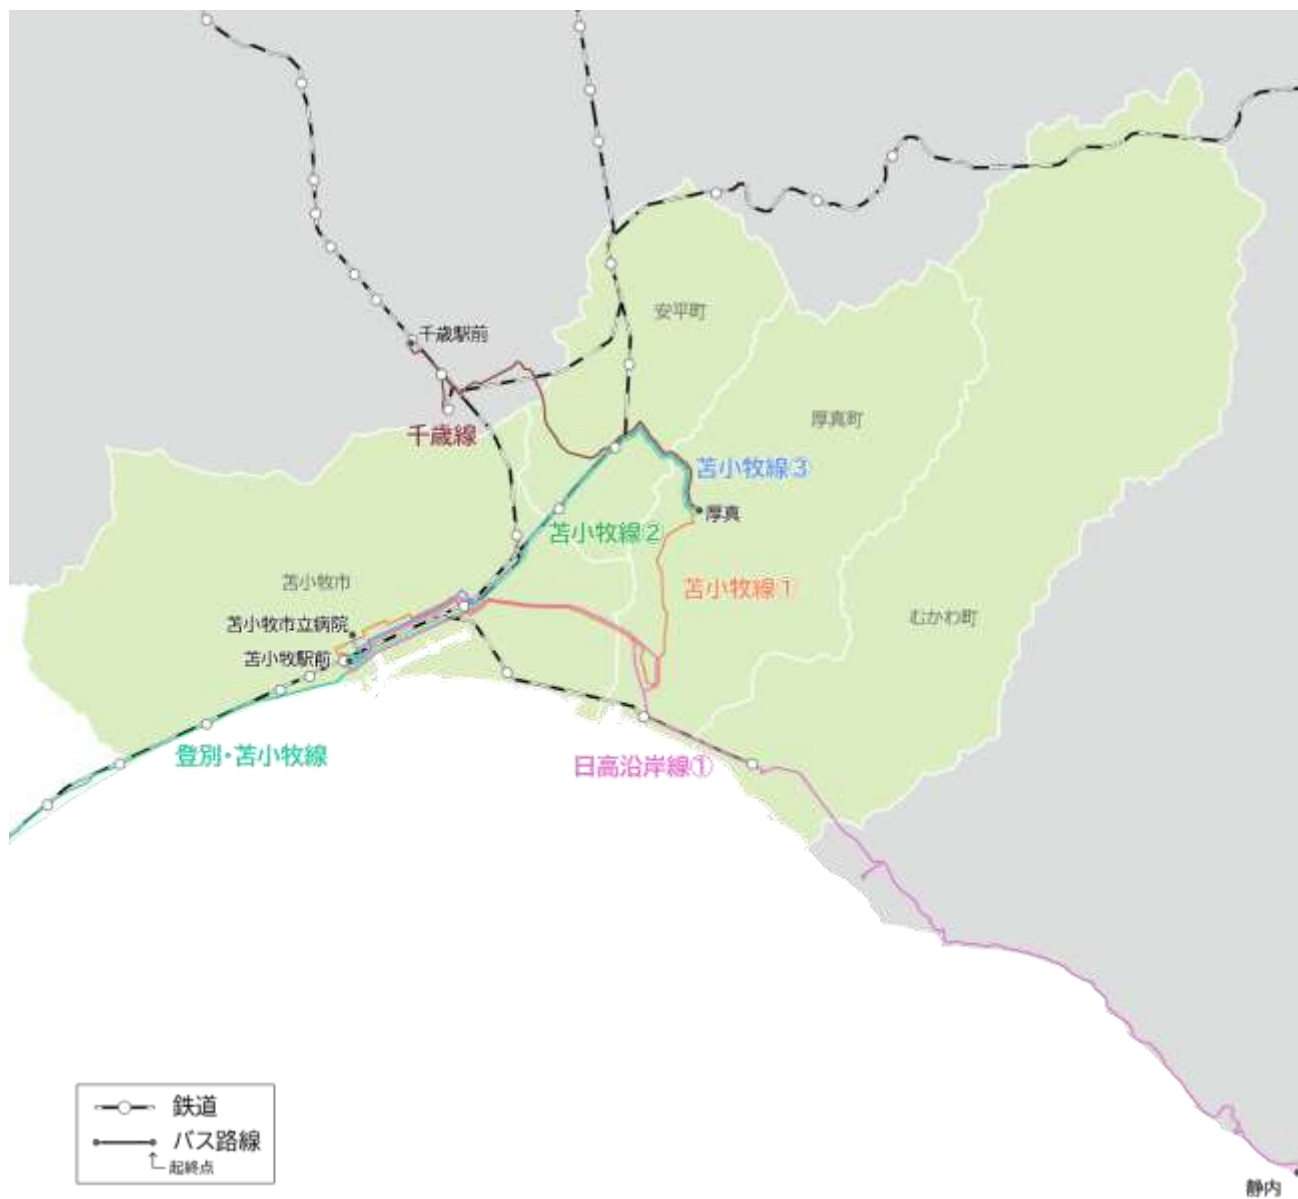 安平町
千歳駅前
厚真町
千歳線
苫小牧線③
厚真
苫小牧線②
苫小牧市
苫小牧線①
むかわ町
苫小牧市立病院
苫小牧駅前
登別・苫小牧線
日高沿岸線①
鉄道
バス路線
起終点
静内